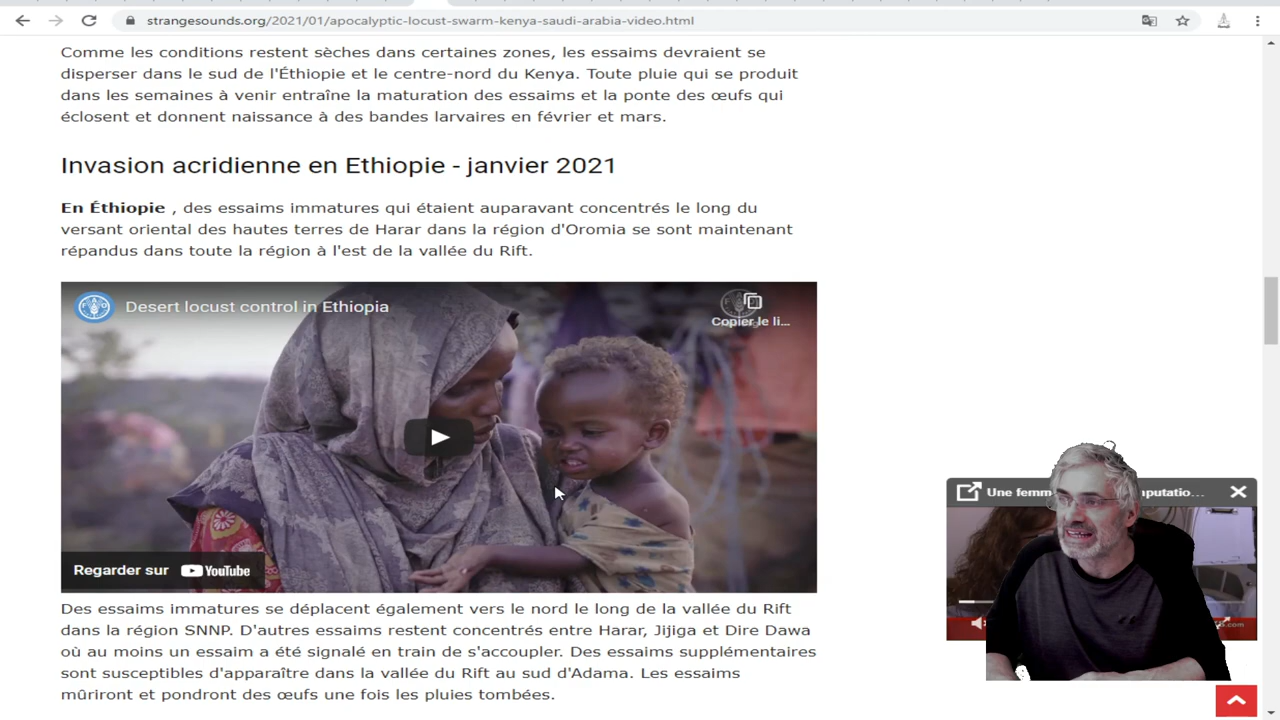 strangesounds.org/2021/01/apocalyptic-locust-swarm-kenya-saudi-arabia-video.html
Comme les conditions restent sèches dans certaines zones, les essaims devraient se
disperser dans le sud de l'Éthiopie et le centre-nord du Kenya. Toute pluie qui se produit
dans les semaines à venir entraîne la maturation des essaims et la ponte des œufs qui
éclosent et donnent naissance à des bandes larvaires en février et mars.
Invasion acridienne en Ethiopie - janvier 2021
En Éthiopie , des essaims immatures qui étaient auparavant concentrés le long du
versant oriental des hautes terres de Harar dans la région d'Oromia se sont maintenant
répandus dans toute la région à l'est de la vallée du Rift.
Desert locust control in Ethiopia
Copier le li...
Regarder sur YouTube
Une femm
Des essaims immatures se déplacent également vers le nord le long de la vallée du Rift
dans la région SNNP. D'autres essaims restent concentrés entre Harar, Jijiga et Dire Dawa
où au moins un essaim a été signalé en train de s'accoupler. Des essaims supplémentaires
sont susceptibles d'apparaître dans la vallée du Rift au sud d'Adama. Les essaims
mûriront et pondront des œufs une fois les pluies tombées.